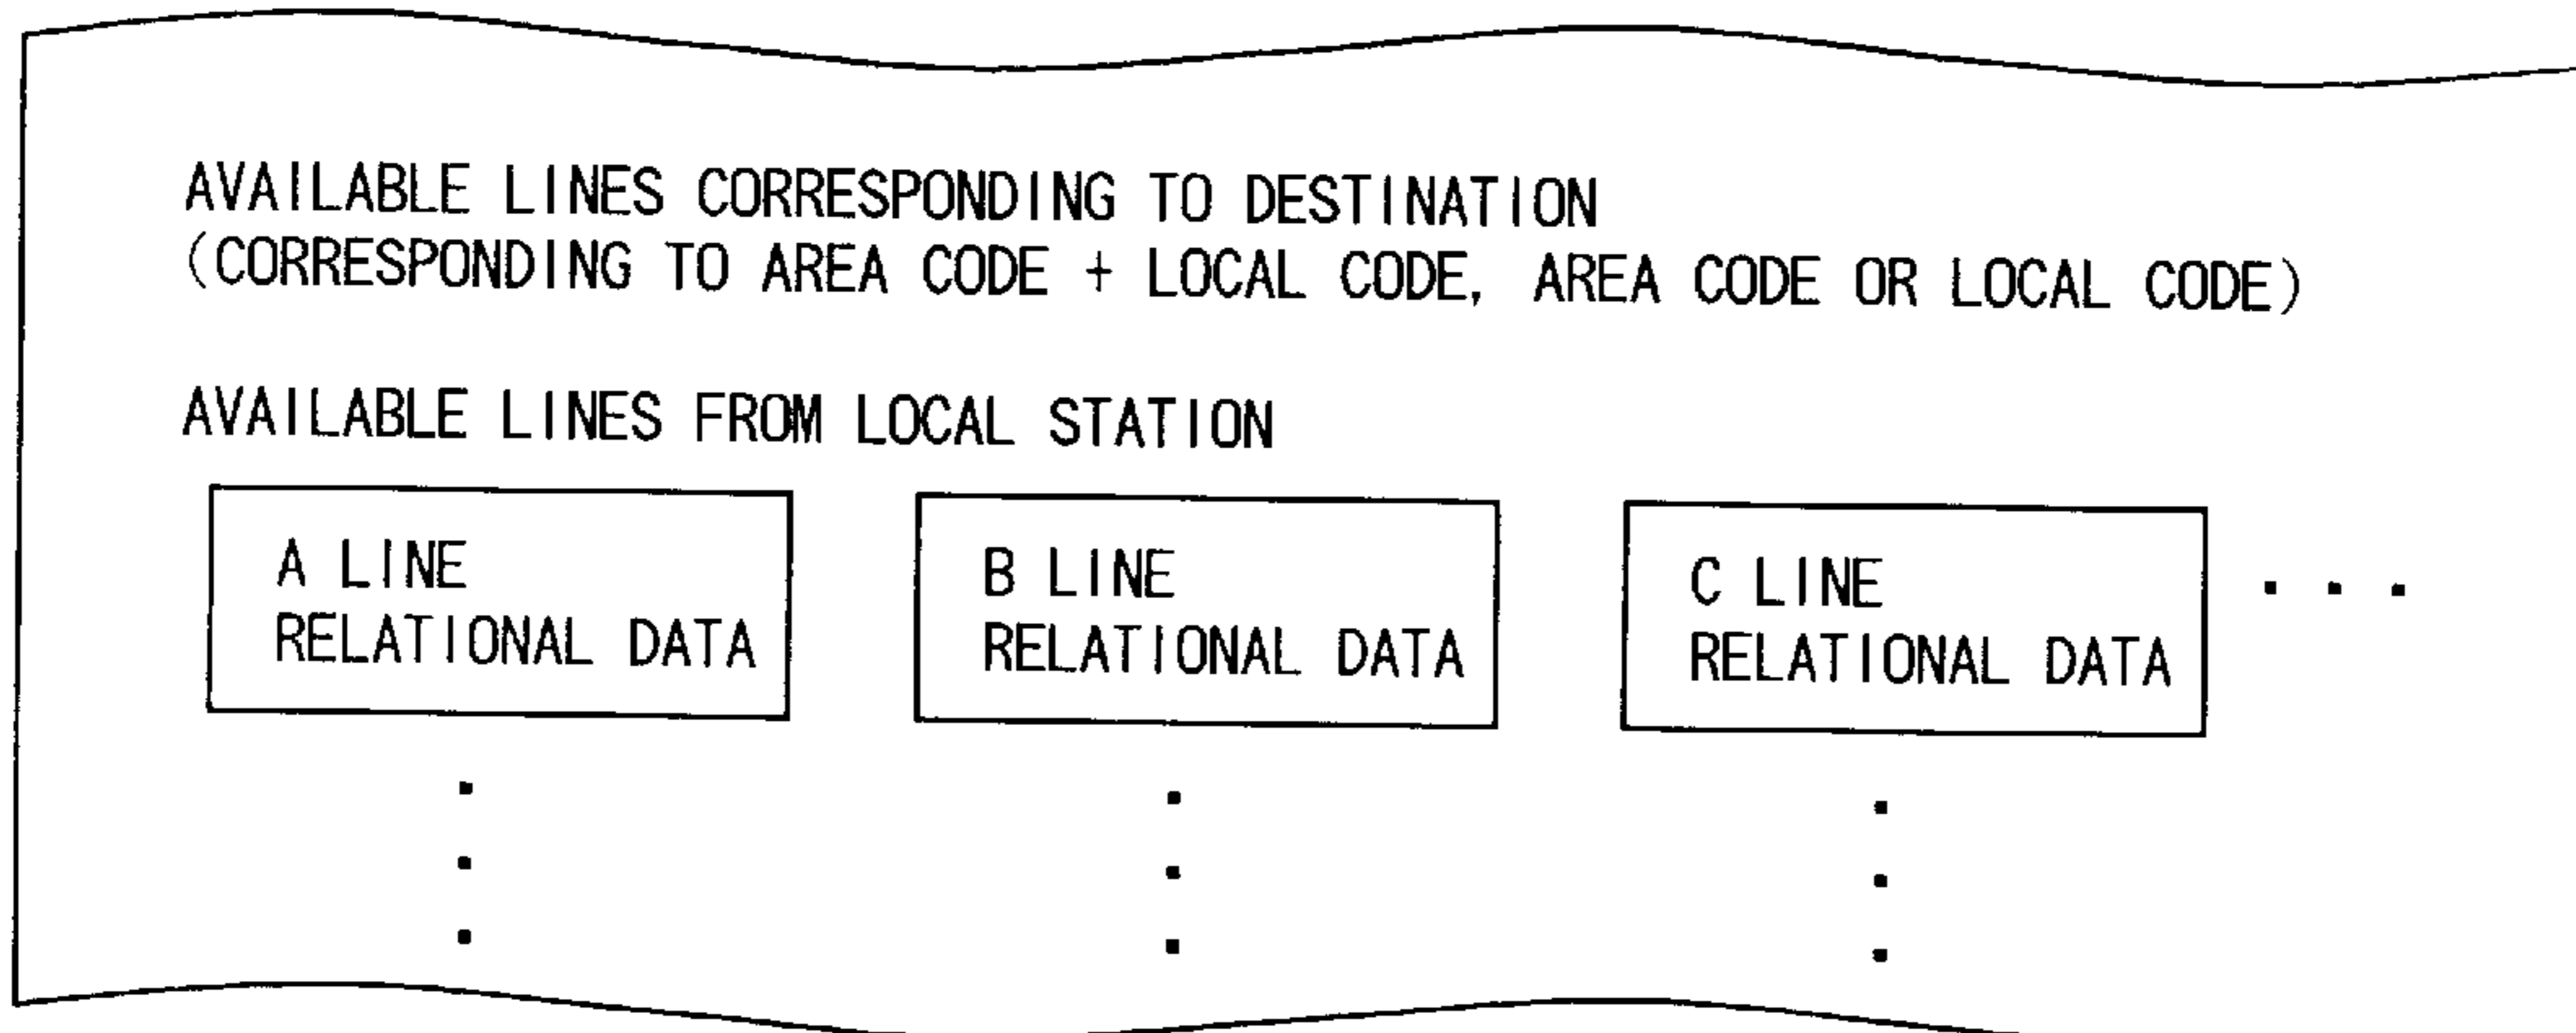 AVAILABLE LINES CORRESPONDING TO DESTINATION
(CORRESPONDING TO AREA CODE + LOCAL CODE, AREA CODE OR LOCAL CODE)
AVAILABLE LINES FROM LOCAL STATION
A LINE
RELATIONAL DATA
B LINE
RELATIONAL DATA
C LINE
RELATIONAL DATA
. . .